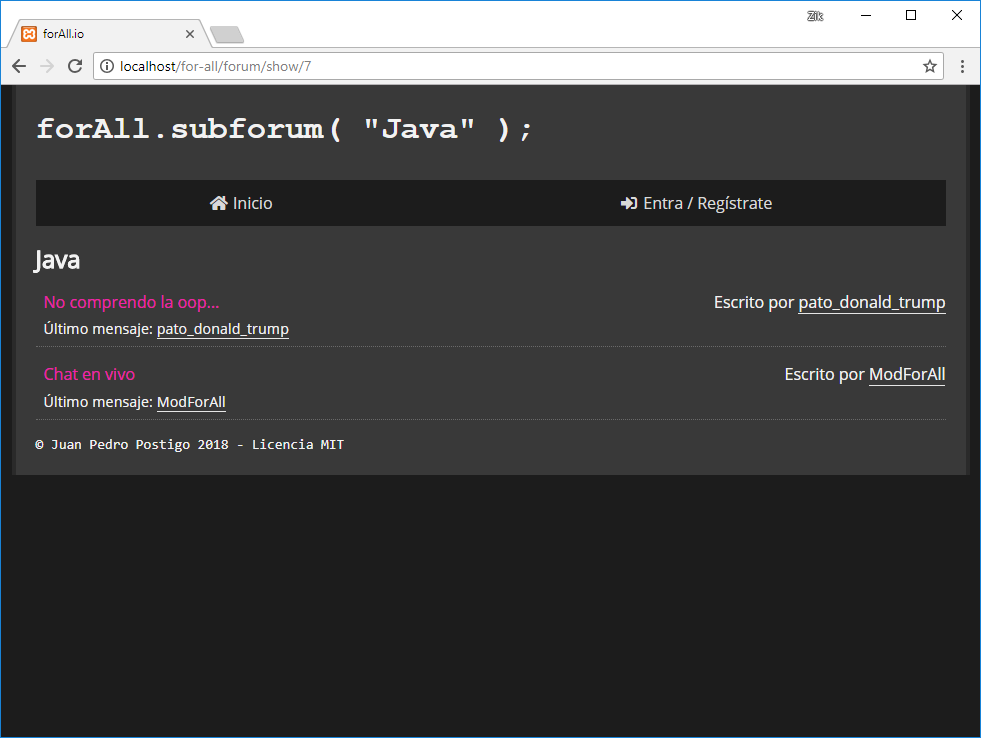 Zik
forAll.io
localhost/for-all/forum/show/7
forAll.subforum( "Java" );
Inicio Entra / Regístrate
Java
No comprendo la oop... Escrito por pato_donald_trump
Último mensaje: pato_donald_trump
Chat en vivo Escrito por ModForAll
Último mensaje: ModForAll
© Juan Pedro Postigo 2018 - Licencia MIT